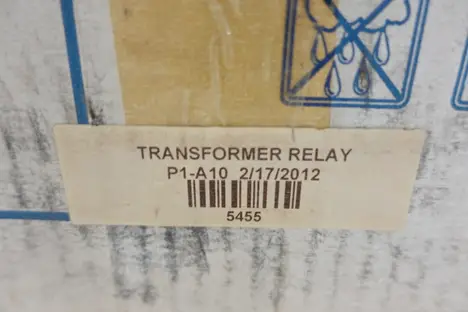 TRANSFORMER RELAY
P1-A10 2/17/2012
5455